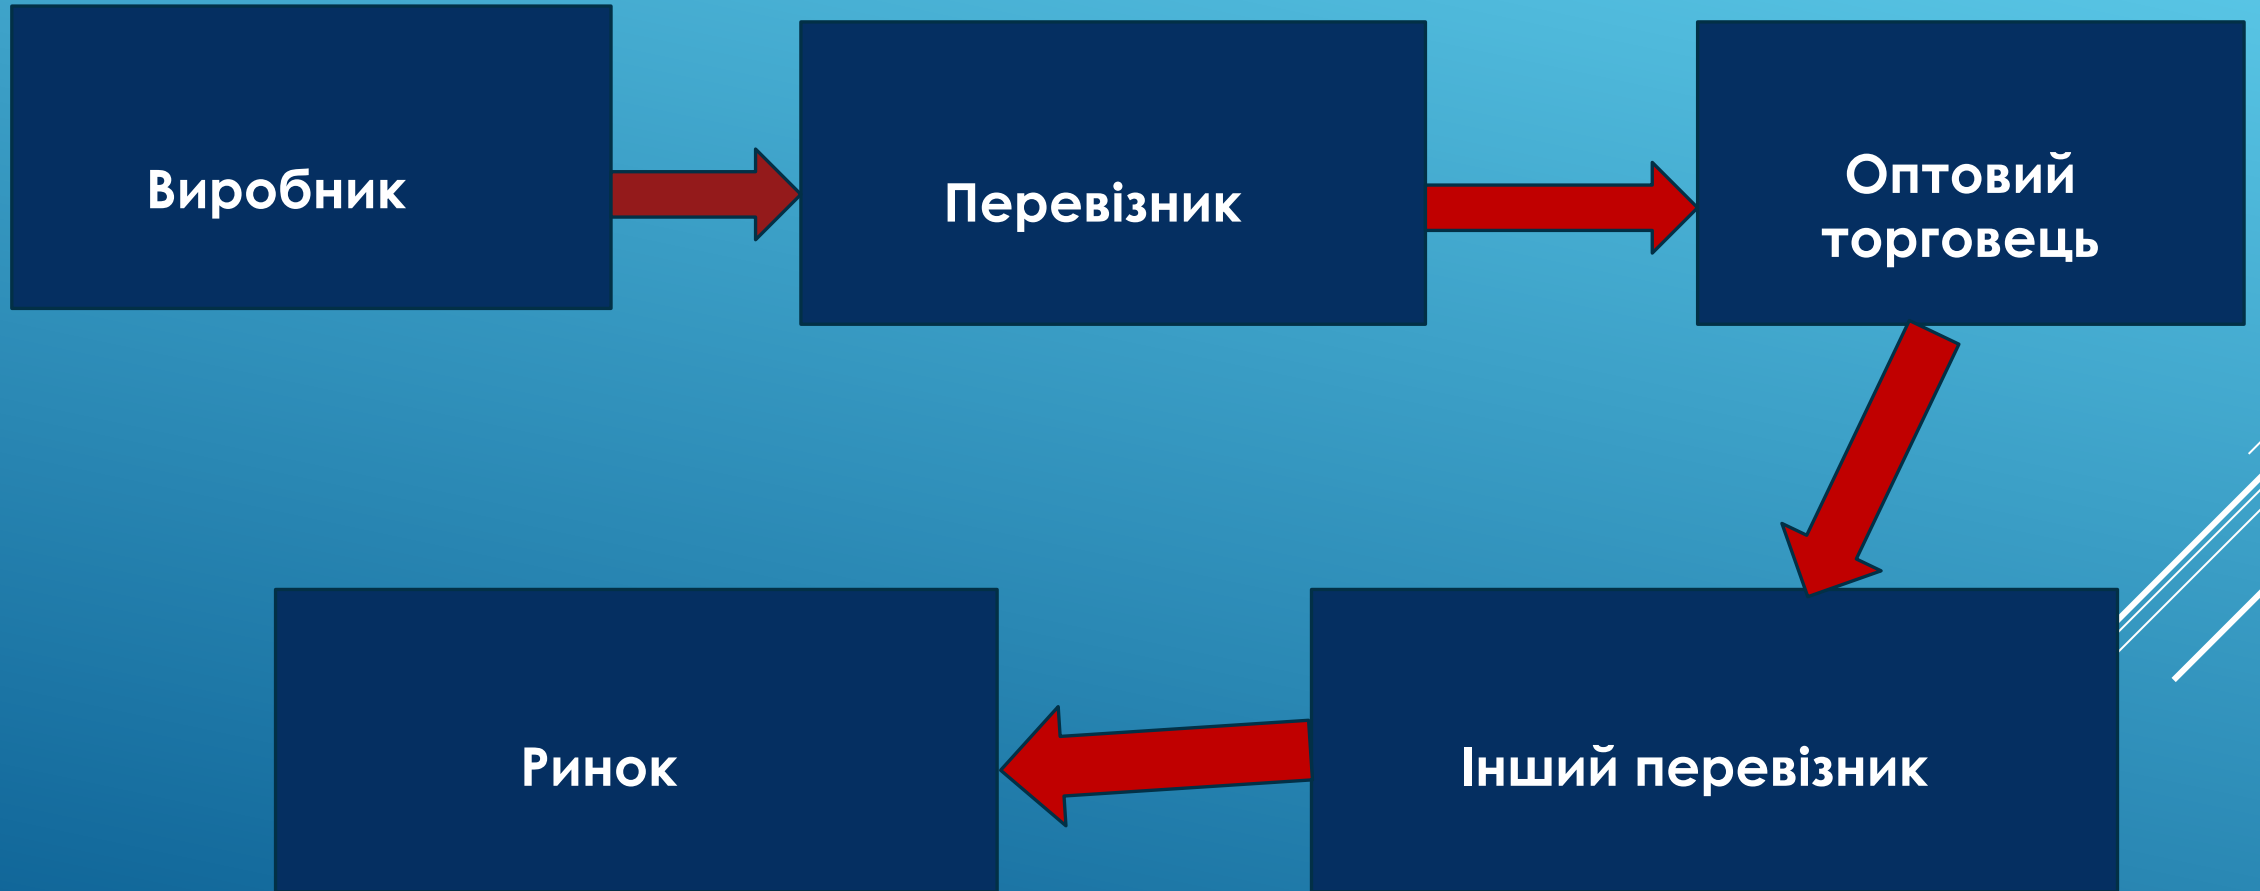 Виробник
Перевізник
Оптовий
торговець
Ринок
Інший перевізник